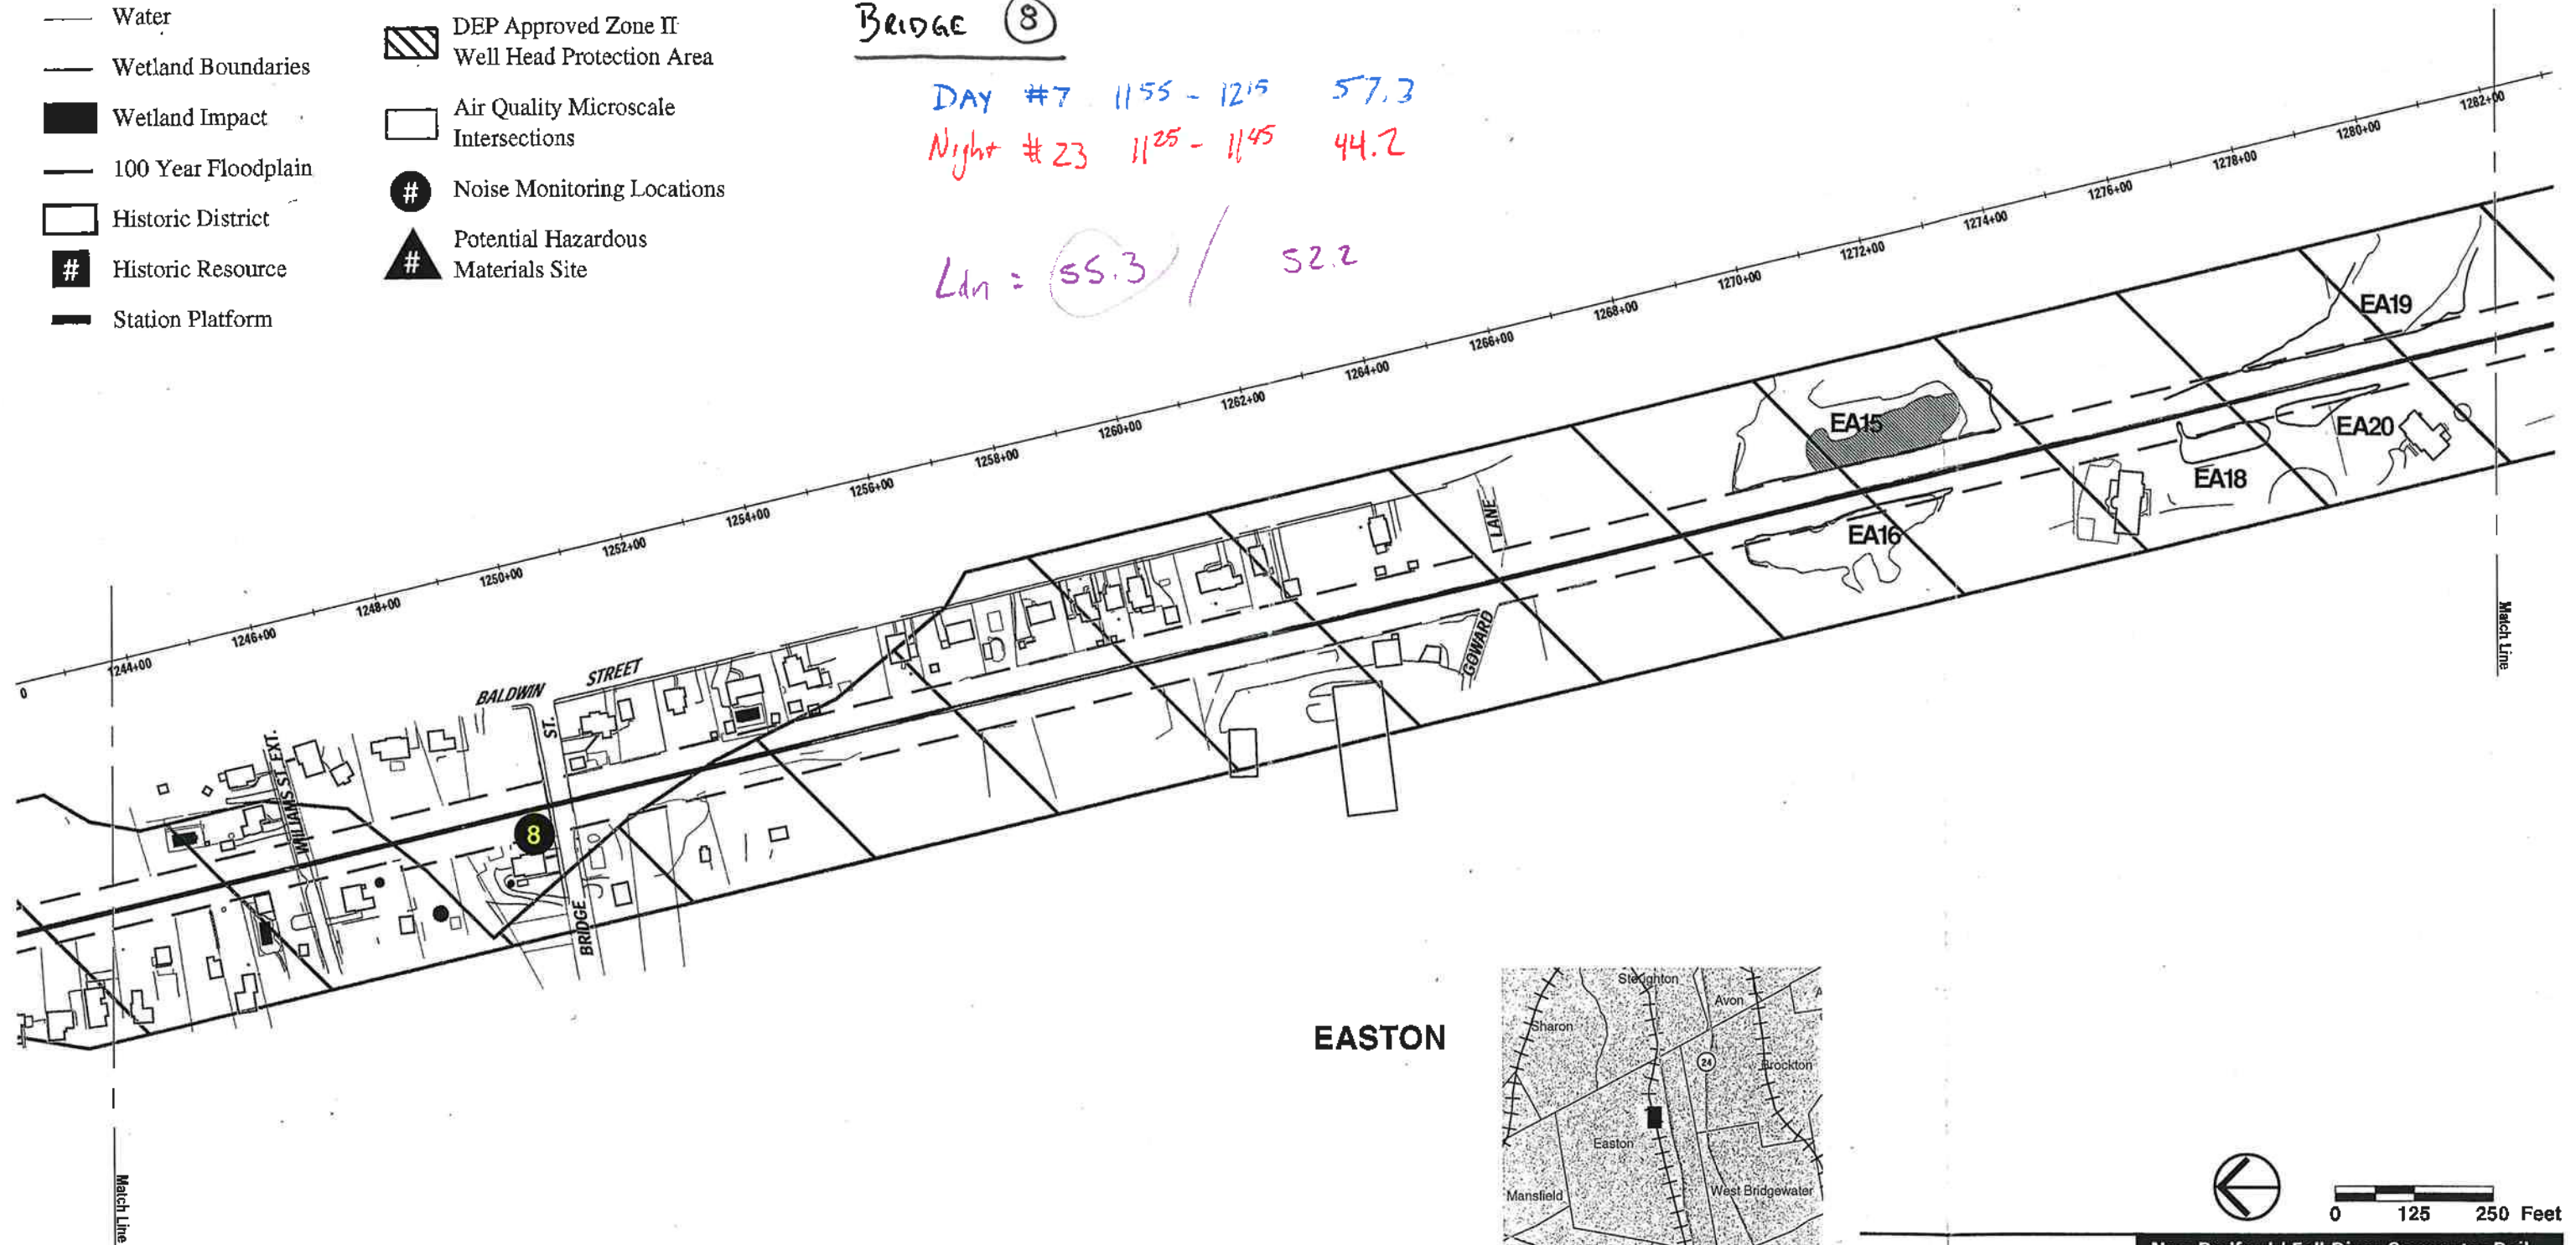 Water
Wetland Boundaries
Wetland Impact
100 Year Floodplain
Historic District
# Historic Resource
Station Platform
DEP Approved Zone II
Well Head Protection Area
Air Quality Microscale
Intersections
# Noise Monitoring Locations
# Potential Hazardous
Materials Site
BRIDGE 8
DAY #7 1155 - 1215 57.3
Night #23 1125 - 1145 44.2
Ldn = 55.3 / 52.2
0
1244+00
1246+00
1248+00
1250+00
1252+00
1254+00
1256+00
1258+00
1260+00
1262+00
1264+00
1266+00
1268+00
1270+00
1272+00
1274+00
1276+00
1278+00
1280+00
1282+00
EA19
EA15
EA20
EA18
EA16
LANE
GOWARD
BALDWIN STREET
ST.
BRIDGE
WILLIAMS ST. EXT.
8
Match Line
Match Line
EASTON
Stoughton
Avon
Sharon
24
Brockton
Easton
Mansfield
West Bridgewater
0 125 250 Feet